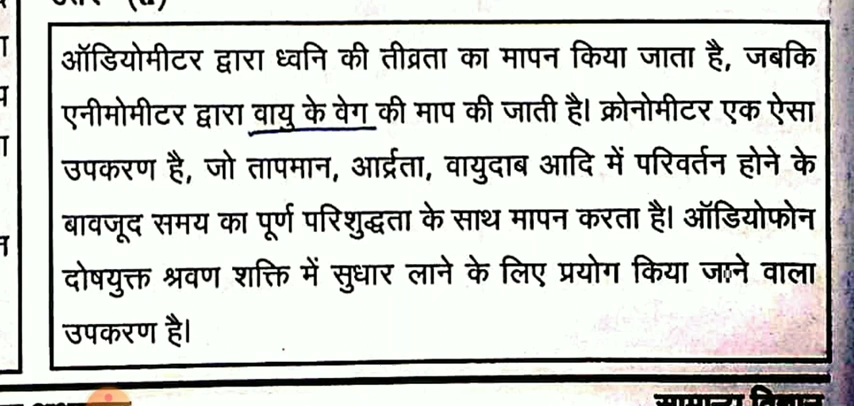 ऑडियोमीटर द्वारा ध्वनि की तीव्रता का मापन किया जाता है, जबकि
एनीमोमीटर द्वारा वायु के वेग की माप की जाती है। क्रोनोमीटर एक ऐसा
उपकरण है, जो तापमान, आर्द्रता, वायुदाब आदि में परिवर्तन होने के
बावजूद समय का पूर्ण परिशुद्धता के साथ मापन करता है। ऑडियोफोन
दोषयुक्त श्रवण शक्ति में सुधार लाने के लिए प्रयोग किया जाने वाला
उपकरण है।
सामान्य विज्ञान